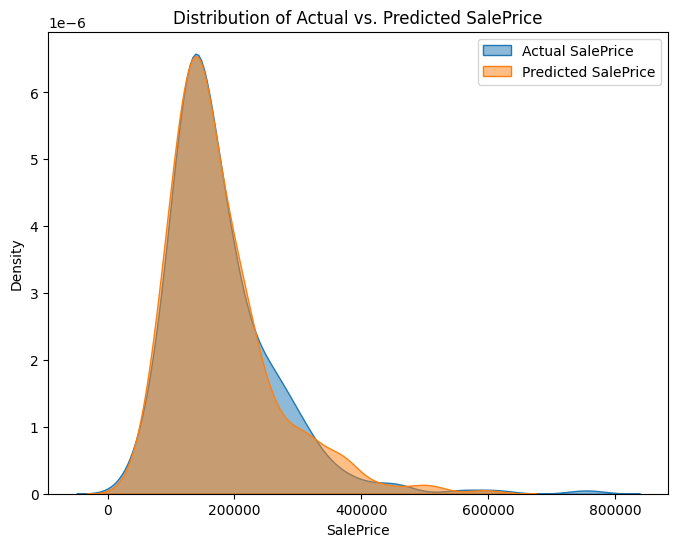 Distribution of Actual vs. Predicted SalePrice
1e−6
Actual SalePrice
Predicted SalePrice
6
5
4
3
2
1
0
Density
0 200000 400000 600000 800000
SalePrice